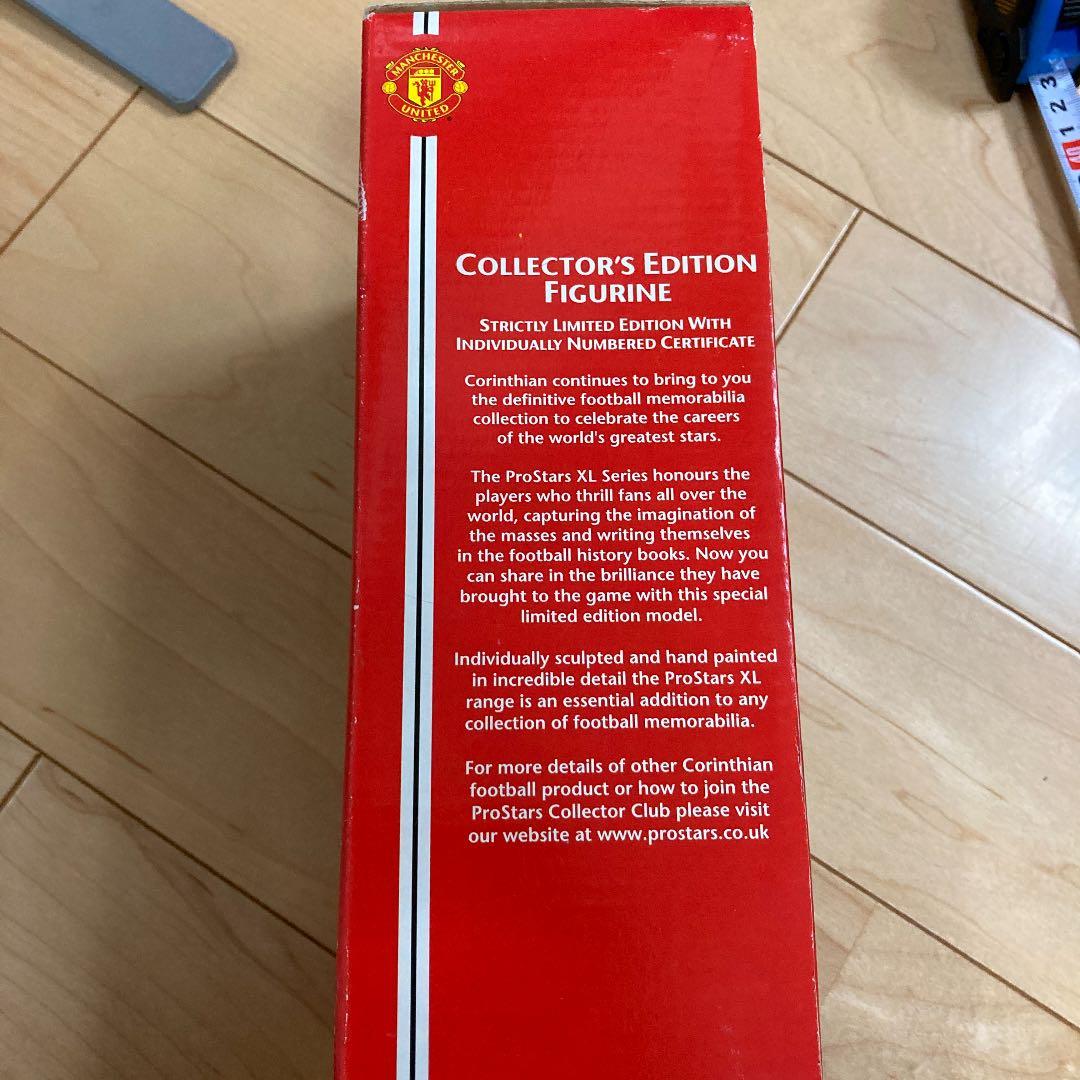 MANCHESTER
UNITED
COLLECTOR'S EDITION
FIGURINE
STRICTLY LIMITED EDITION WITH
INDIVIDUALLY NUMBERED CERTIFICATE
Corinthian continues to bring to you
the definitive football memorabilia
collection to celebrate the careers
of the world's greatest stars.
The ProStars XL Series honours the
players who thrill fans all over the
world, capturing the imagination of
the masses and writing themselves
in the football history books. Now you
can share in the brilliance they have
brought to the game with this special
limited edition model.
Individually sculpted and hand painted
in incredible detail the ProStars XL
range is an essential addition to any
collection of football memorabilia.
For more details of other Corinthian
football product or how to join the
ProStars Collector Club please visit
our website at www.prostars.co.uk
3
2
1